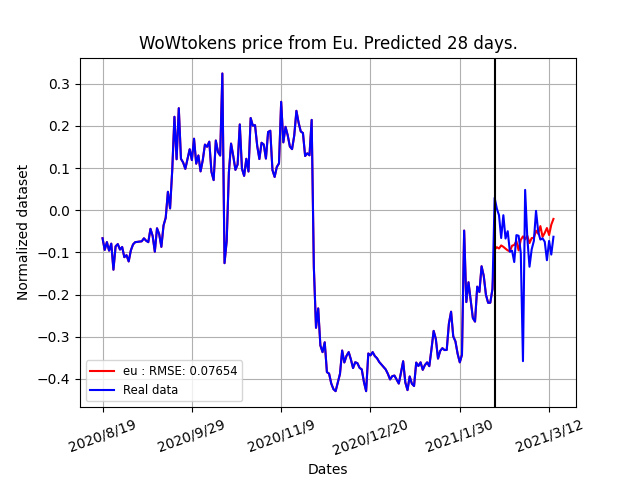 WoWtokens price from Eu. Predicted 28 days.
Normalized dataset
0.3
0.2
0.1
0.0
−0.1
−0.2
−0.3
−0.4
eu : RMSE: 0.07654
Real data
2020/8/19 2020/9/29 2020/11/9 2020/12/20 2021/1/30 2021/3/12
Dates